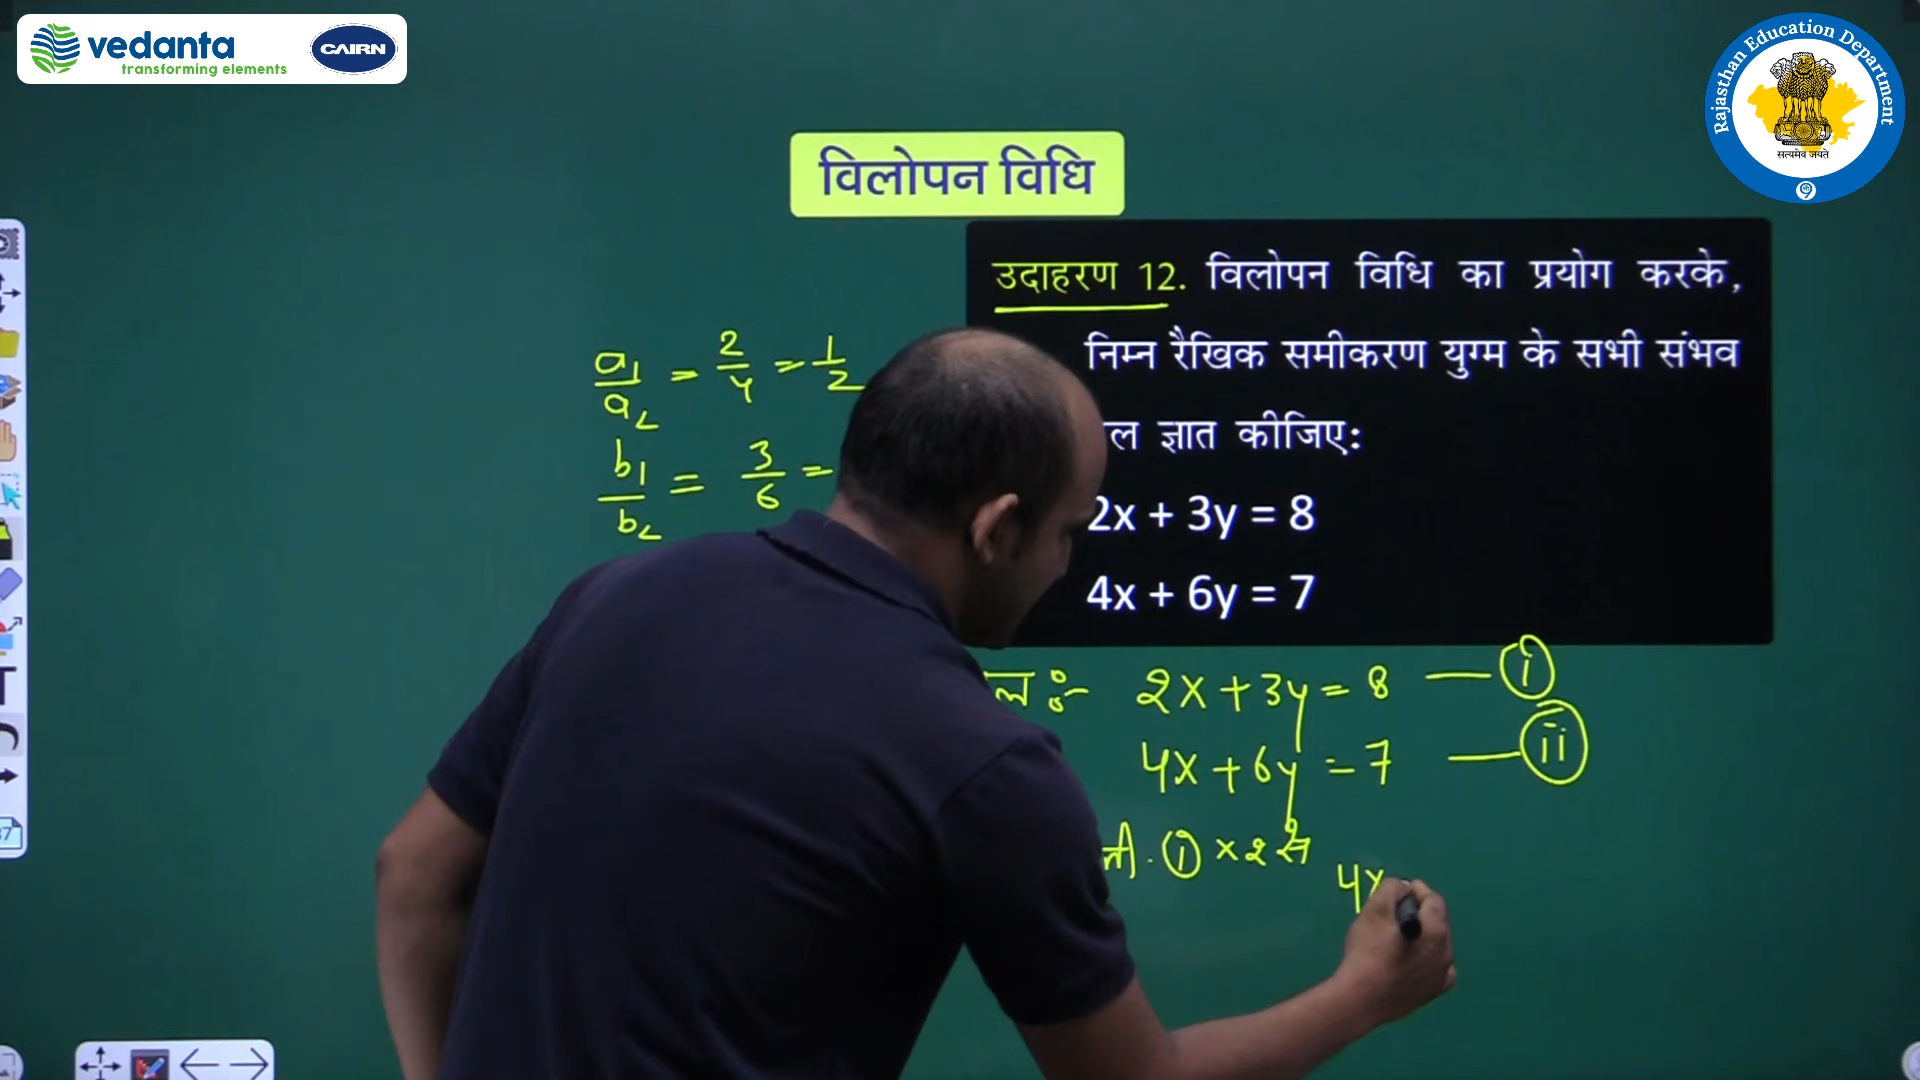 vedanta
transforming elements
CAIRN
Rajasthan Education Department
सत्यमेव जयते
विलोपन विधि
उदाहरण 12. विलोपन विधि का प्रयोग करके,
निम्न रैखिक समीकरण युग्म के सभी संभव
ल ज्ञात कीजिए:
2x + 3y = 8
4x + 6y = 7
a1/a2 = 2/4 = 1/2
b1/b2 = 3/6 =
ल :- 2x + 3y = 8 — (i)
4x + 6y = 7 — (ii)
(i) × 2 से
4x
37